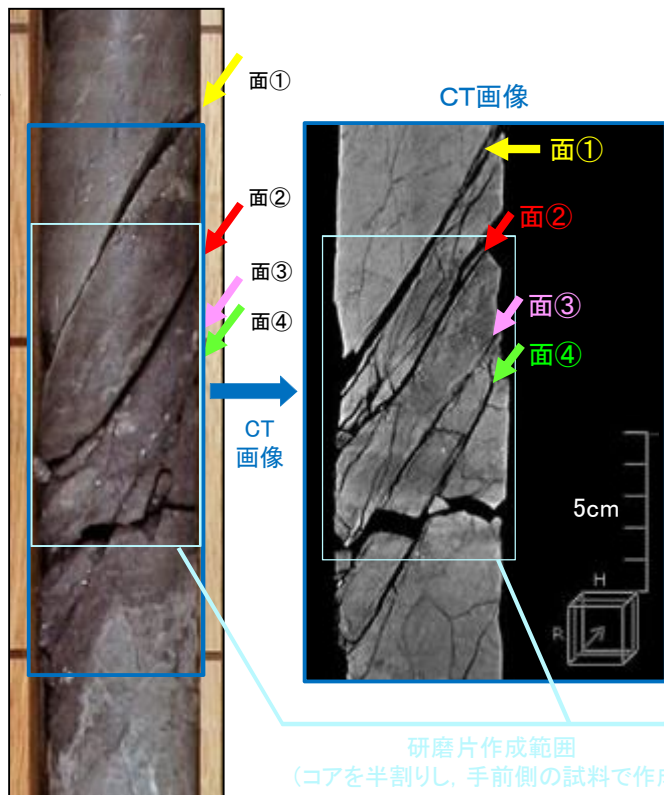 面①
面②
面③
面④
CT
画像
CT画像
面①
面②
面③
面④
5cm
H
R
研磨片作成範囲
(コアを半割りし，手前側の試料で作成